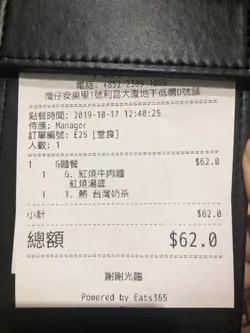 電話: +852 2389 1038
灣仔安樂里1號利昌大廈地下低層D號舖
點餐時間: 2019-10-17 12:40:25
侍應: Manager
訂單編號: E25 [堂食]
人數: 1
G麵餐 $62.0
1 G. 紅燒牛肉麵
紅燒湯底
1 1. 熱 台灣奶茶
小計 $62.0
總額 $62.0
謝謝光臨
Powered by Eats365